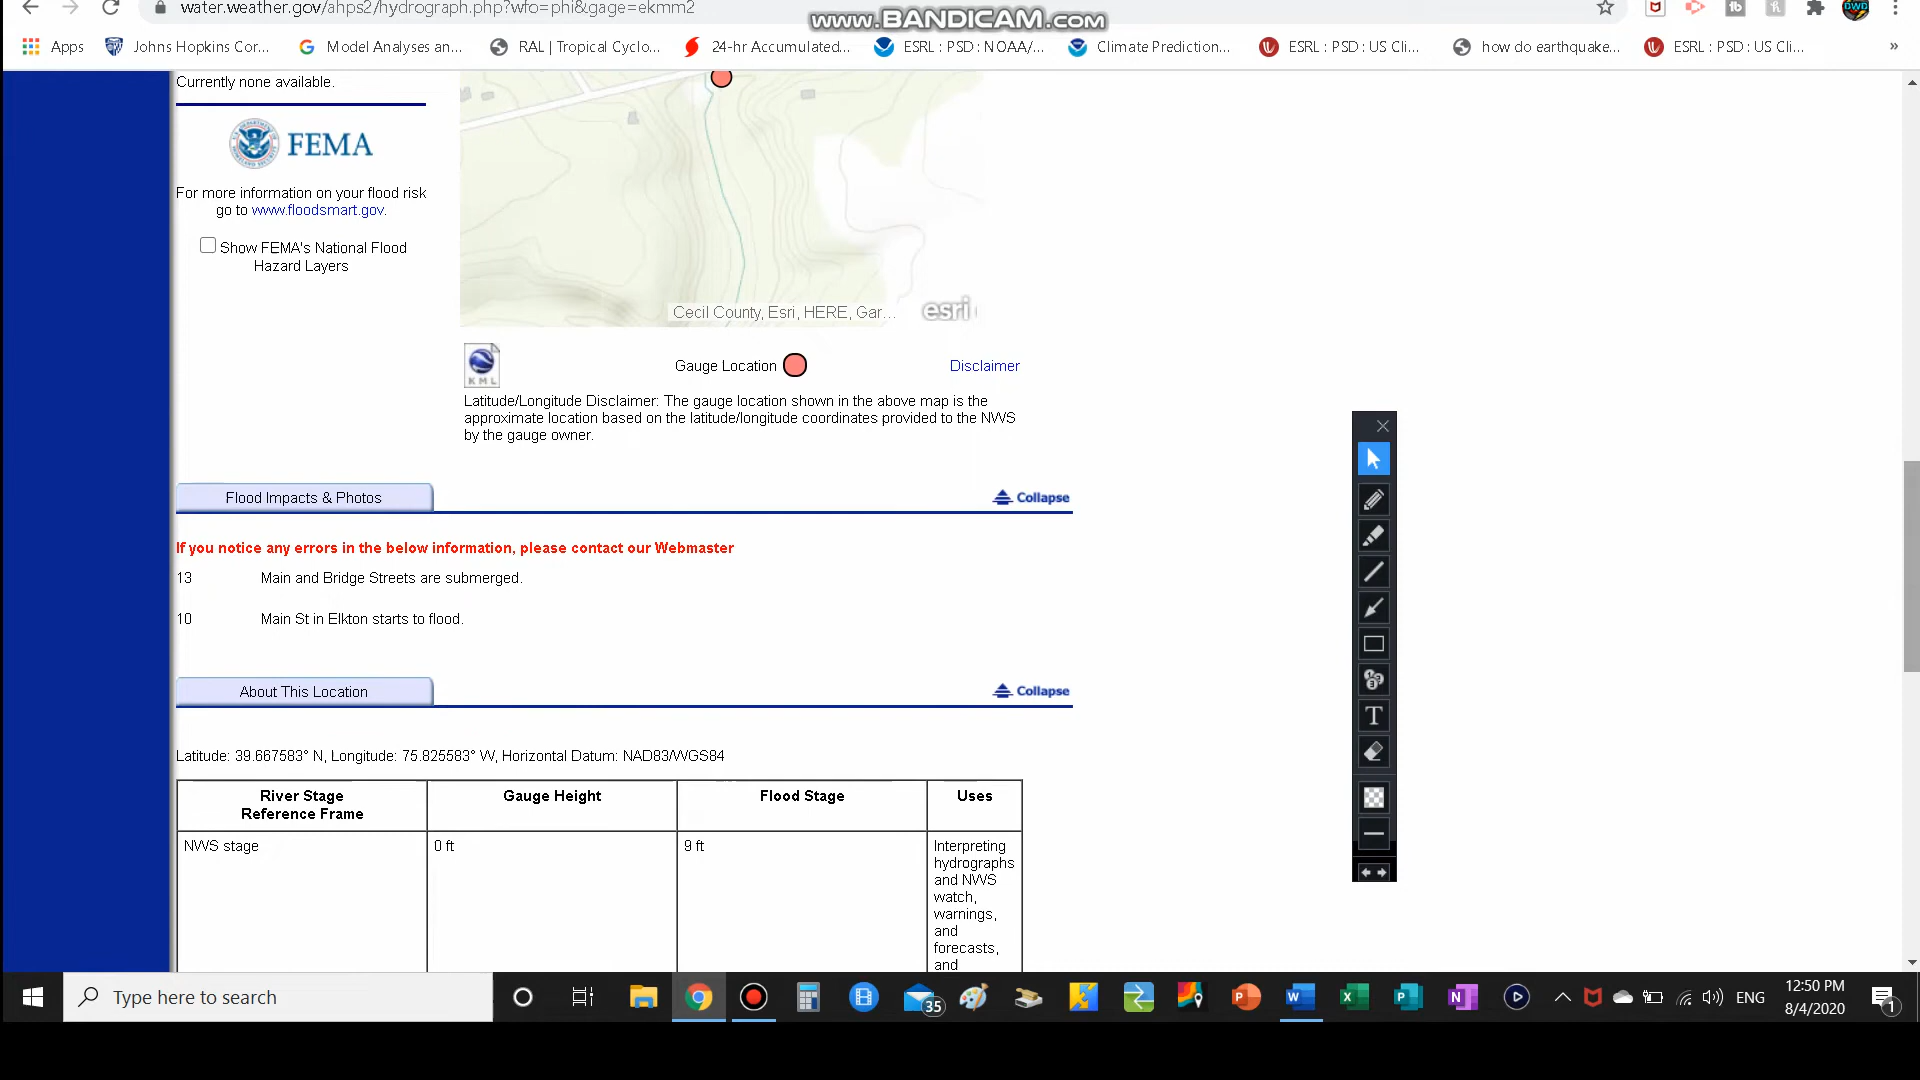 water.weather.gov/ahps2/hydrograph.php?wfo=phi&gage=ekmm2
www.BANDICAM.com
Apps
Johns Hopkins Cor...
Model Analyses an...
RAL | Tropical Cyclo...
24-hr Accumulated...
ESRL : PSD : NOAA/...
Climate Prediction...
ESRL : PSD : US Cli...
how do earthquake...
ESRL : PSD : US Cli...
»
Currently none available.
FEMA
For more information on your flood risk
go to www.floodsmart.gov.
Show FEMA's National Flood
Hazard Layers
Cecil County, Esri, HERE, Gar...
esri
KML
Gauge Location
Disclaimer
Latitude/Longitude Disclaimer: The gauge location shown in the above map is the
approximate location based on the latitude/longitude coordinates provided to the NWS
by the gauge owner.
Flood Impacts & Photos
Collapse
If you notice any errors in the below information, please contact our Webmaster
13 Main and Bridge Streets are submerged.
10 Main St in Elkton starts to flood.
About This Location
Collapse
Latitude: 39.667583° N, Longitude: 75.825583° W, Horizontal Datum: NAD83/WGS84
River Stage
Reference Frame
Gauge Height
Flood Stage
Uses
NWS stage
0 ft
9 ft
Interpreting
hydrographs
and NWS
watch,
warnings,
and
forecasts,
and
T
Type here to search
35
ENG
12:50 PM
8/4/2020
1